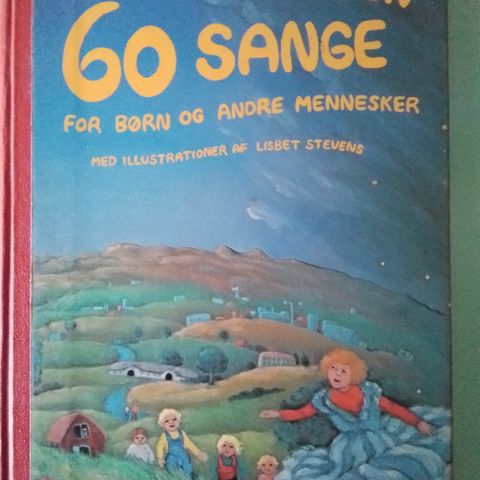 60 SANGE
FOR BØRN OG ANDRE MENNESKER
MED ILLUSTRATIONER AF LISBET STEVENS